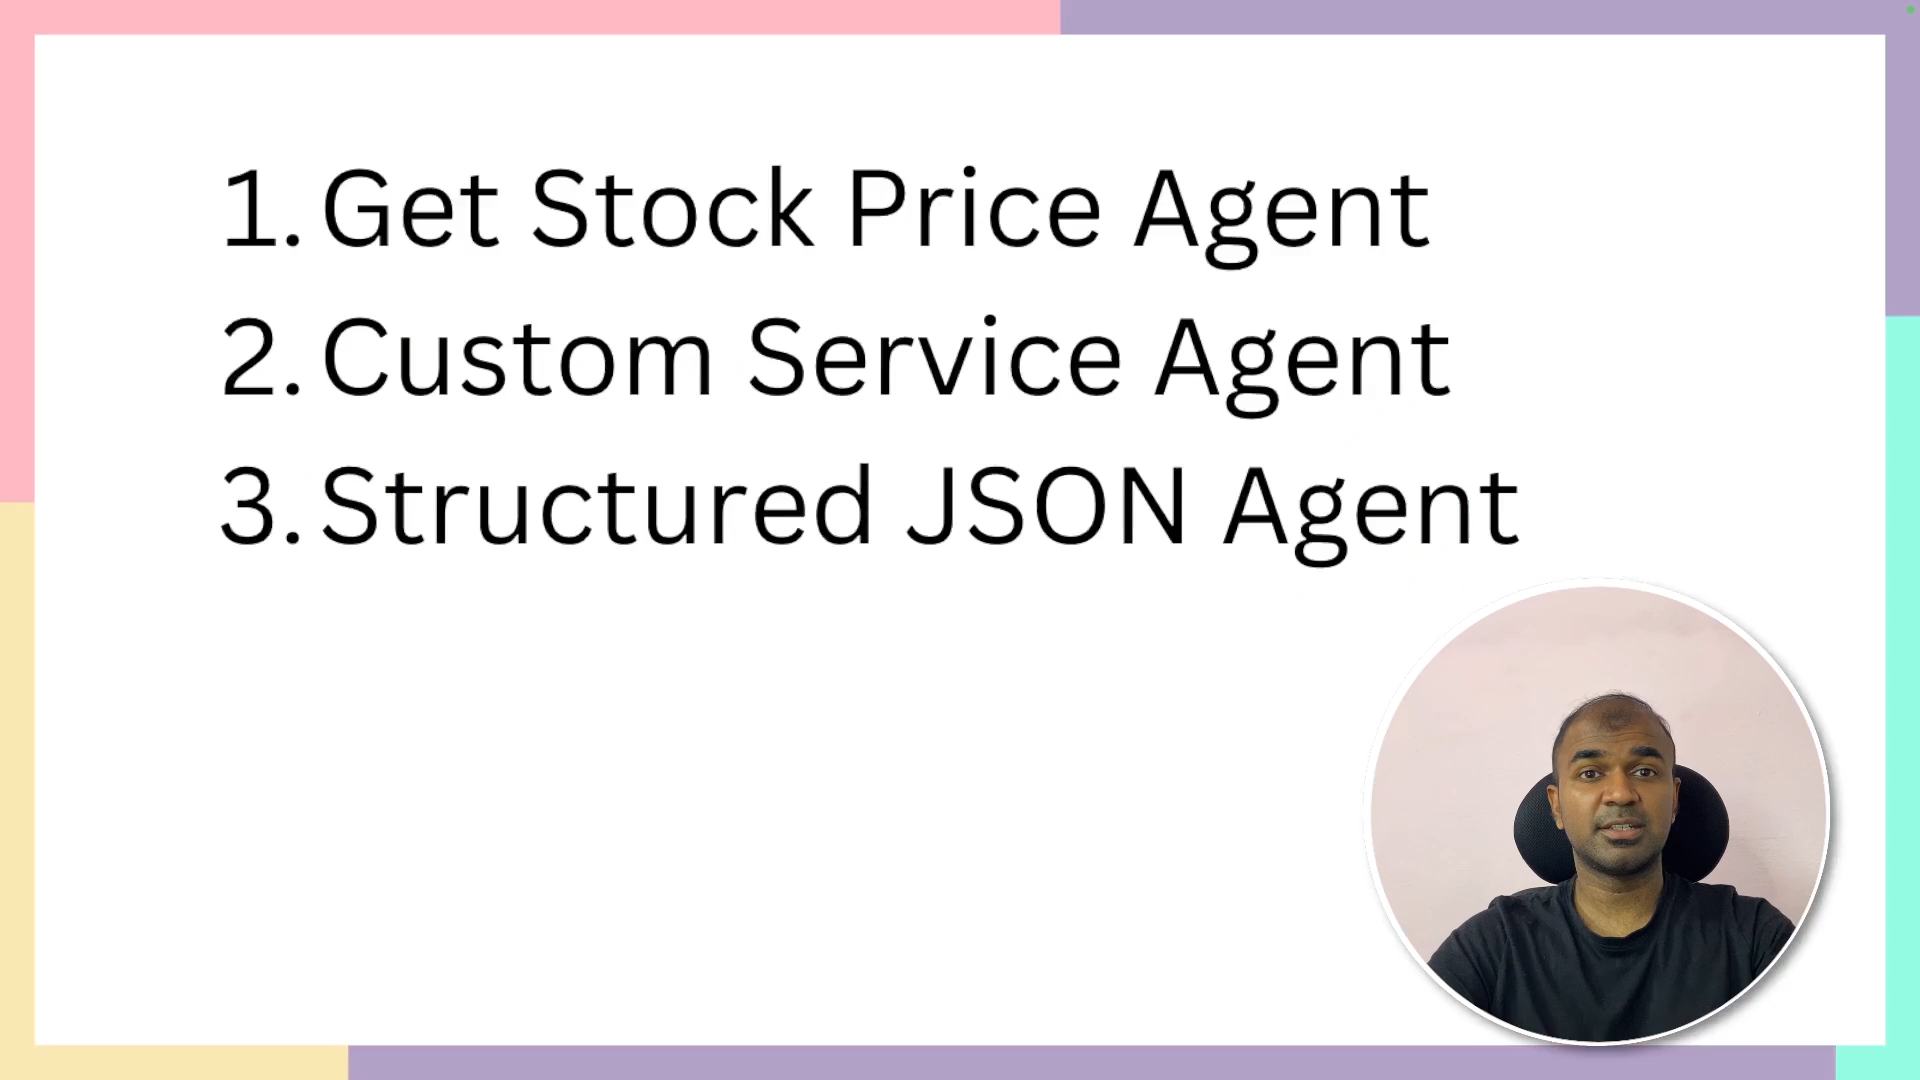 1. Get Stock Price Agent
2. Custom Service Agent
3. Structured JSON Agent